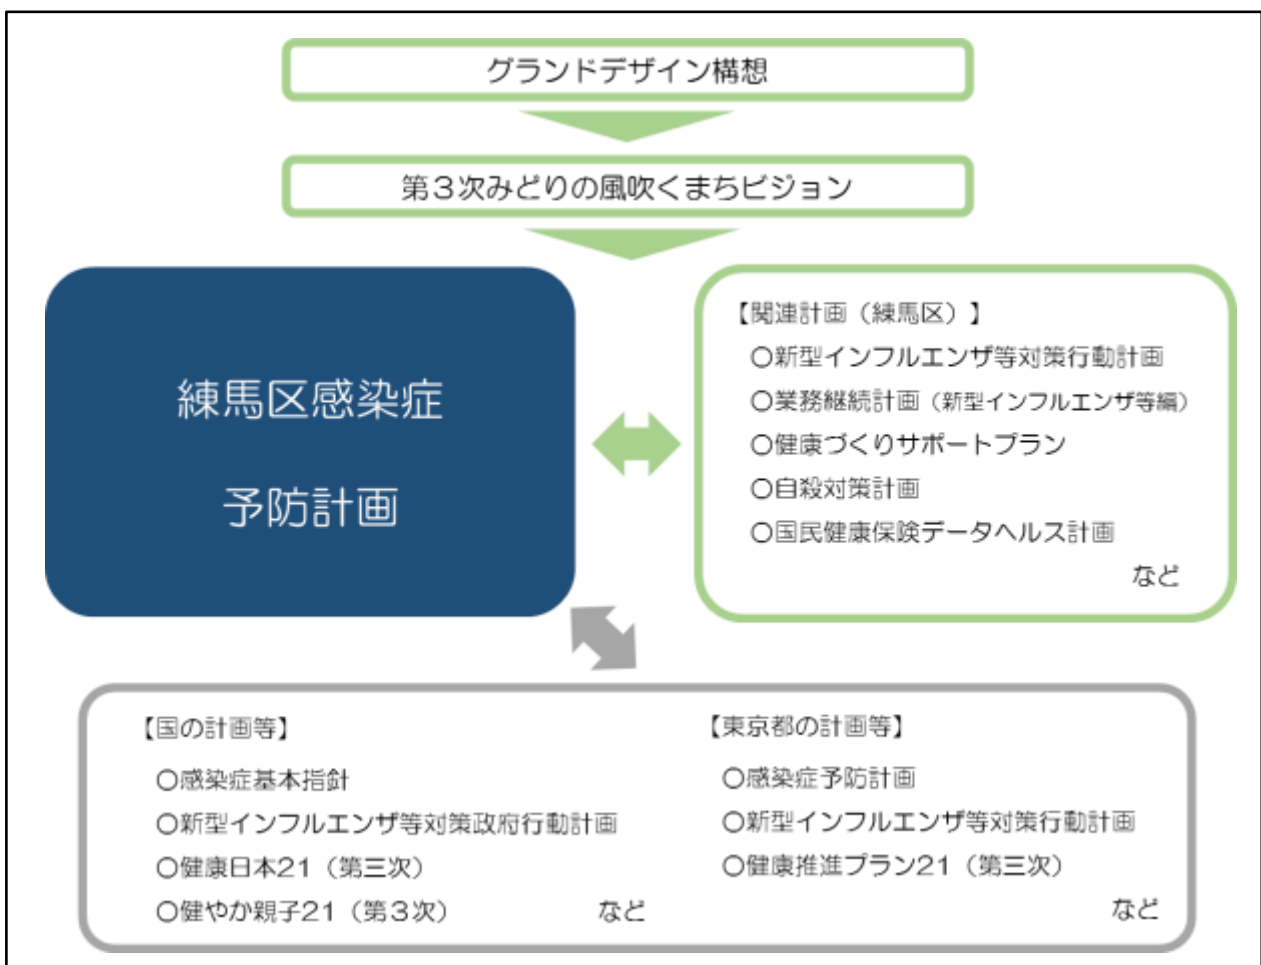 グランドデザイン構想
第３次みどりの風吹くまちビジョン
練馬区感染症
予防計画
【関連計画（練馬区）】
○新型インフルエンザ等対策行動計画
○業務継続計画（新型インフルエンザ等編）
○健康づくりサポートプラン
○自殺対策計画
○国民健康保険データヘルス計画
など
【国の計画等】
○感染症基本指針
○新型インフルエンザ等対策政府行動計画
○健康日本21（第三次）
○健やか親子21（第３次）
など
【東京都の計画等】
○感染症予防計画
○新型インフルエンザ等対策行動計画
○健康推進プラン21（第三次）
など